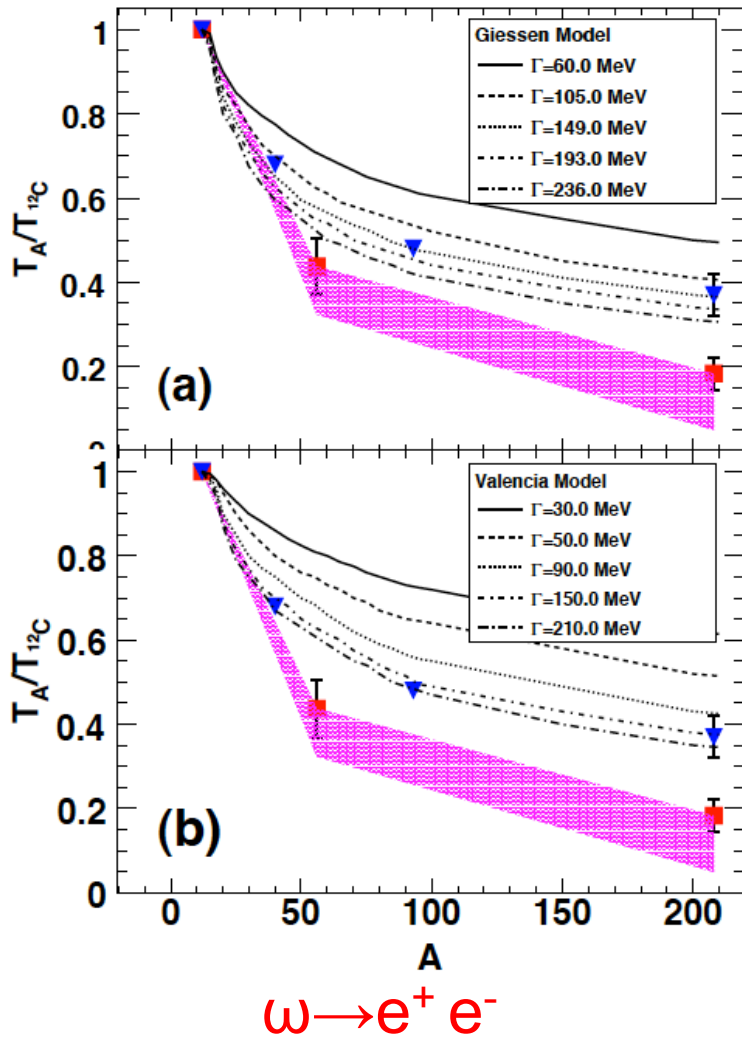 1
0.8
0.6
0.4
0.2
T_A/T_12C
Giessen Model
Γ=60.0 MeV
Γ=105.0 MeV
Γ=149.0 MeV
Γ=193.0 MeV
Γ=236.0 MeV
(a)
1
0.8
0.6
0.4
0.2
0
T_A/T_12C
Valencia Model
Γ=30.0 MeV
Γ=50.0 MeV
Γ=90.0 MeV
Γ=150.0 MeV
Γ=210.0 MeV
(b)
0 50 100 150 200
A
ω→e⁺ e⁻